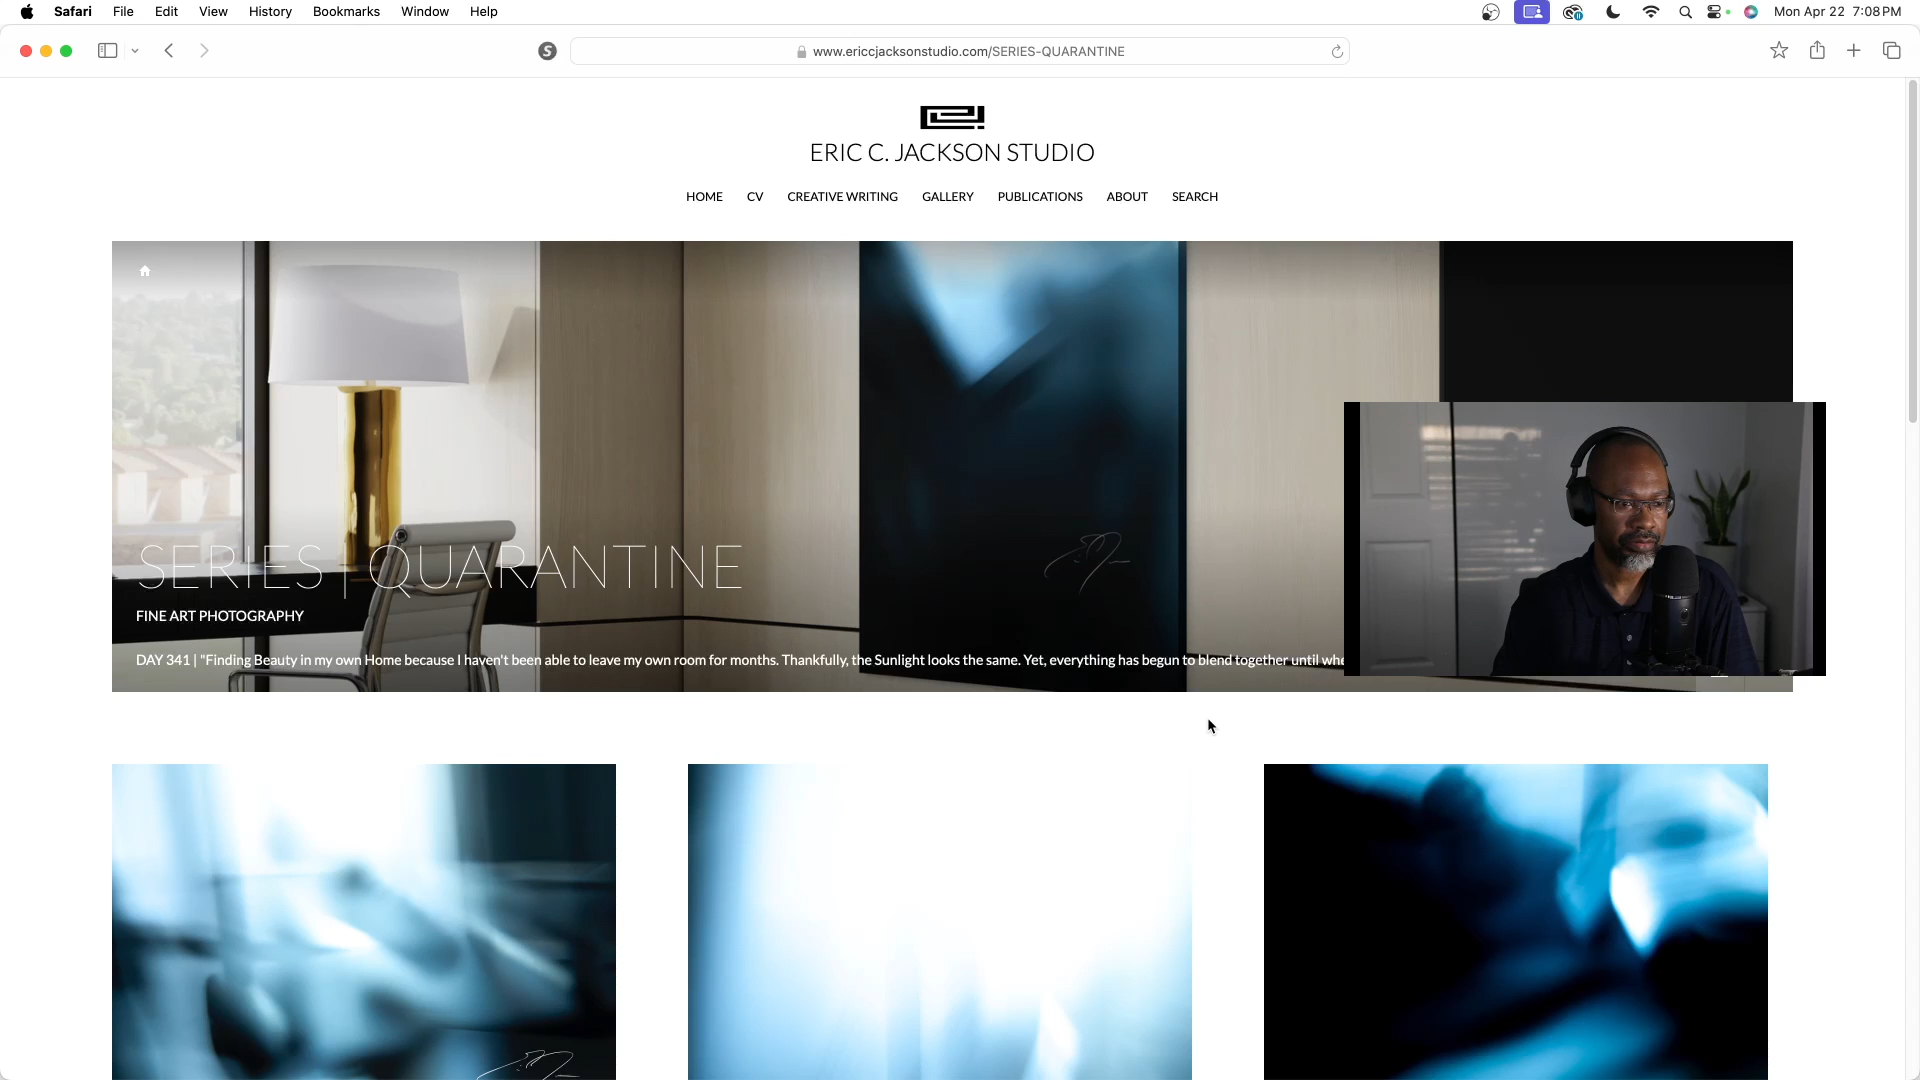 Safari File Edit View History Bookmarks Window Help Mon Apr 22 7:08 PM
www.ericcjacksonstudio.com/SERIES-QUARANTINE
ERIC C. JACKSON STUDIO
HOME CV CREATIVE WRITING GALLERY PUBLICATIONS ABOUT SEARCH
SERIES | QUARANTINE
FINE ART PHOTOGRAPHY
DAY 341 | "Finding Beauty in my own Home because I haven't been able to leave my own room for months. Thankfully, the Sunlight looks the same. Yet, everything has begun to blend together until